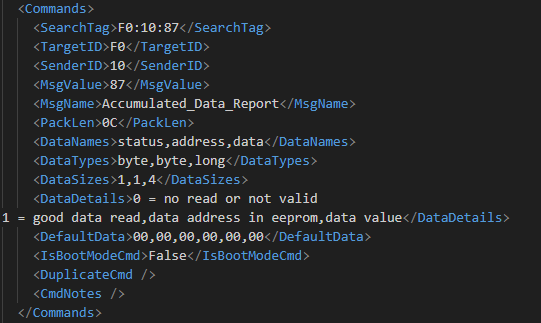 <Commands>
<SearchTag>F0:10:87</SearchTag>
<TargetID>F0</TargetID>
<SenderID>10</SenderID>
<MsgValue>87</MsgValue>
<MsgName>Accumulated_Data_Report</MsgName>
<PackLen>0C</PackLen>
<DataNames>status,address,data</DataNames>
<DataTypes>byte,byte,long</DataTypes>
<DataSizes>1,1,4</DataSizes>
<DataDetails>0 = no read or not valid
1 = good data read,data address in eeprom,data value</DataDetails>
<DefaultData>00,00,00,00,00,00</DefaultData>
<IsBootModeCmd>False</IsBootModeCmd>
<DuplicateCmd />
<CmdNotes />
</Commands>